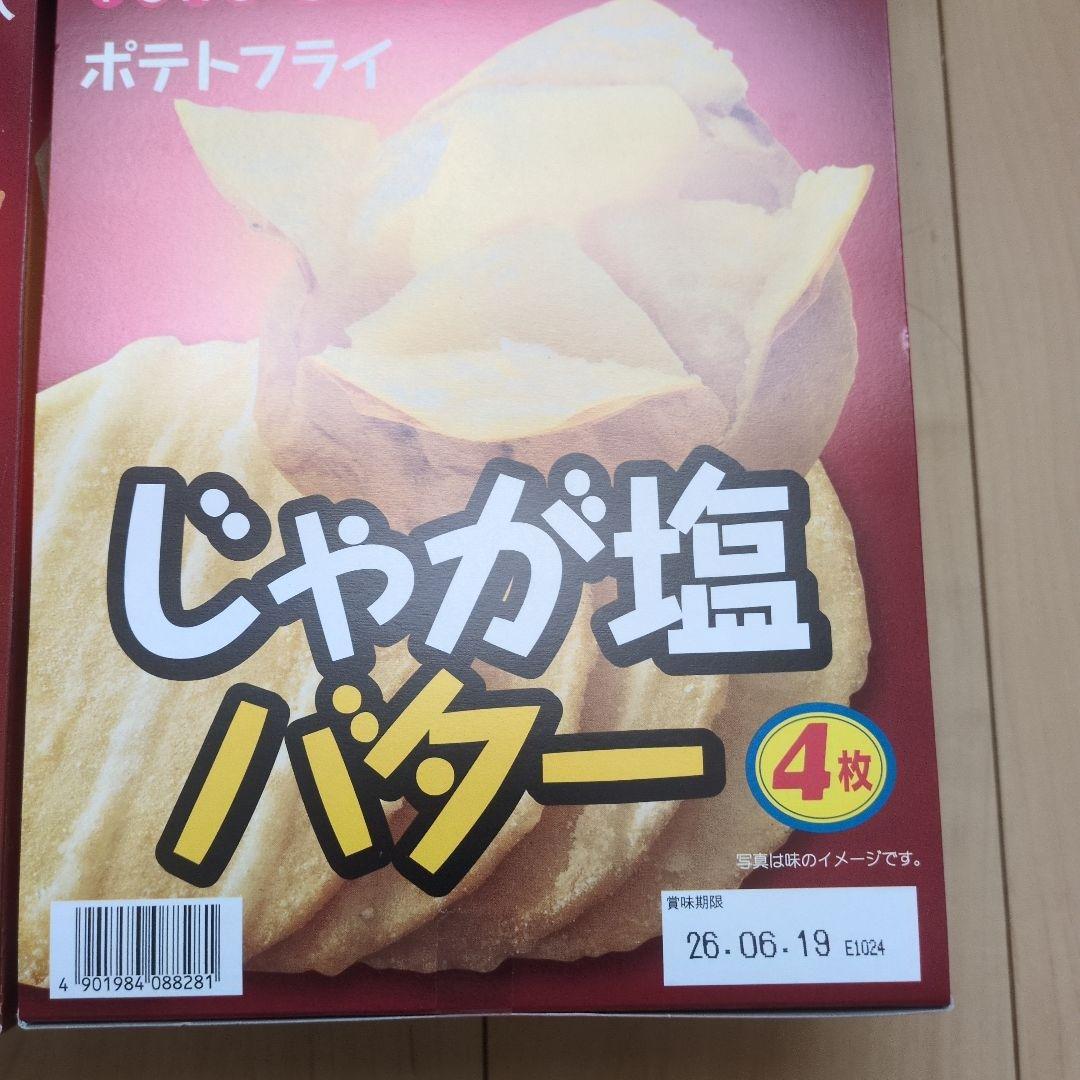 ポテトフライ
じゃが塩
バター
4枚
写真は味のイメージです。
賞味期限
26.06.19 E1024
4 901984 088281